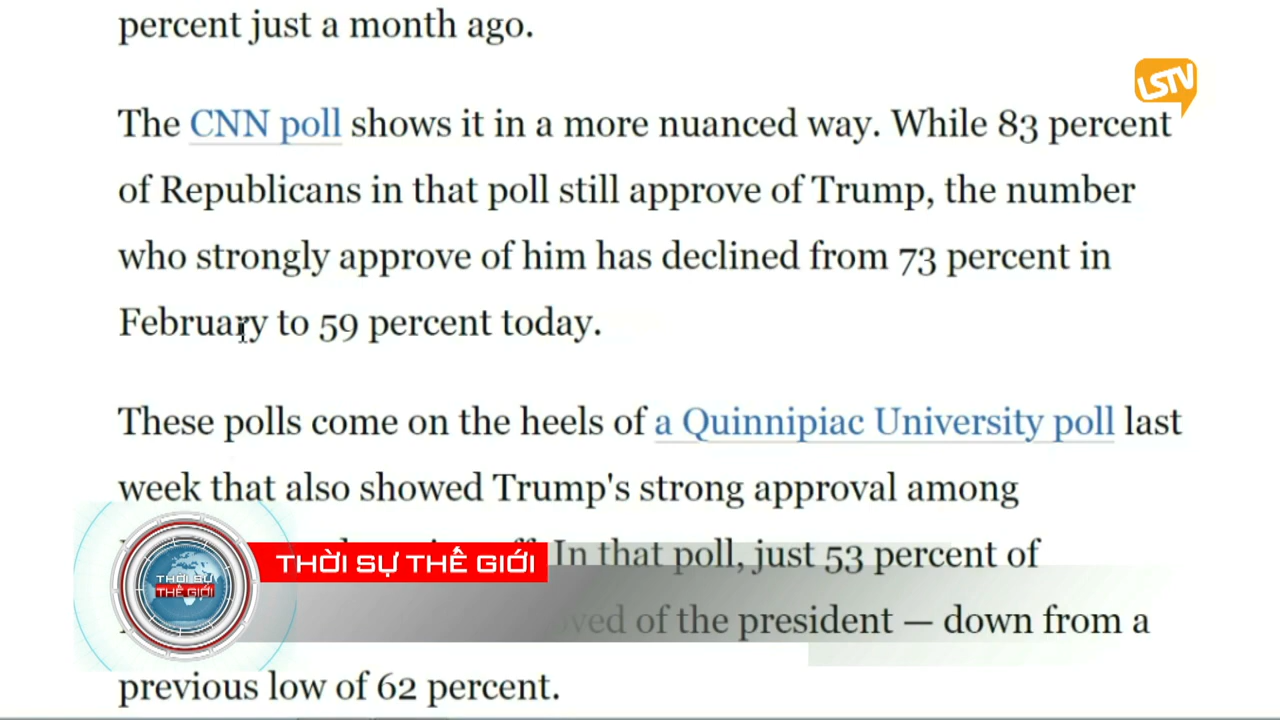 percent just a month ago.
LSTV
The CNN poll shows it in a more nuanced way. While 83 percent
of Republicans in that poll still approve of Trump, the number
who strongly approve of him has declined from 73 percent in
February to 59 percent today.
These polls come on the heels of a Quinnipiac University poll last
week that also showed Trump's strong approval among
In that poll, just 53 percent of
THỜI SỰ THẾ GIỚI
THỜI SỰ
THẾ GIỚI
of the president — down from a
previous low of 62 percent.